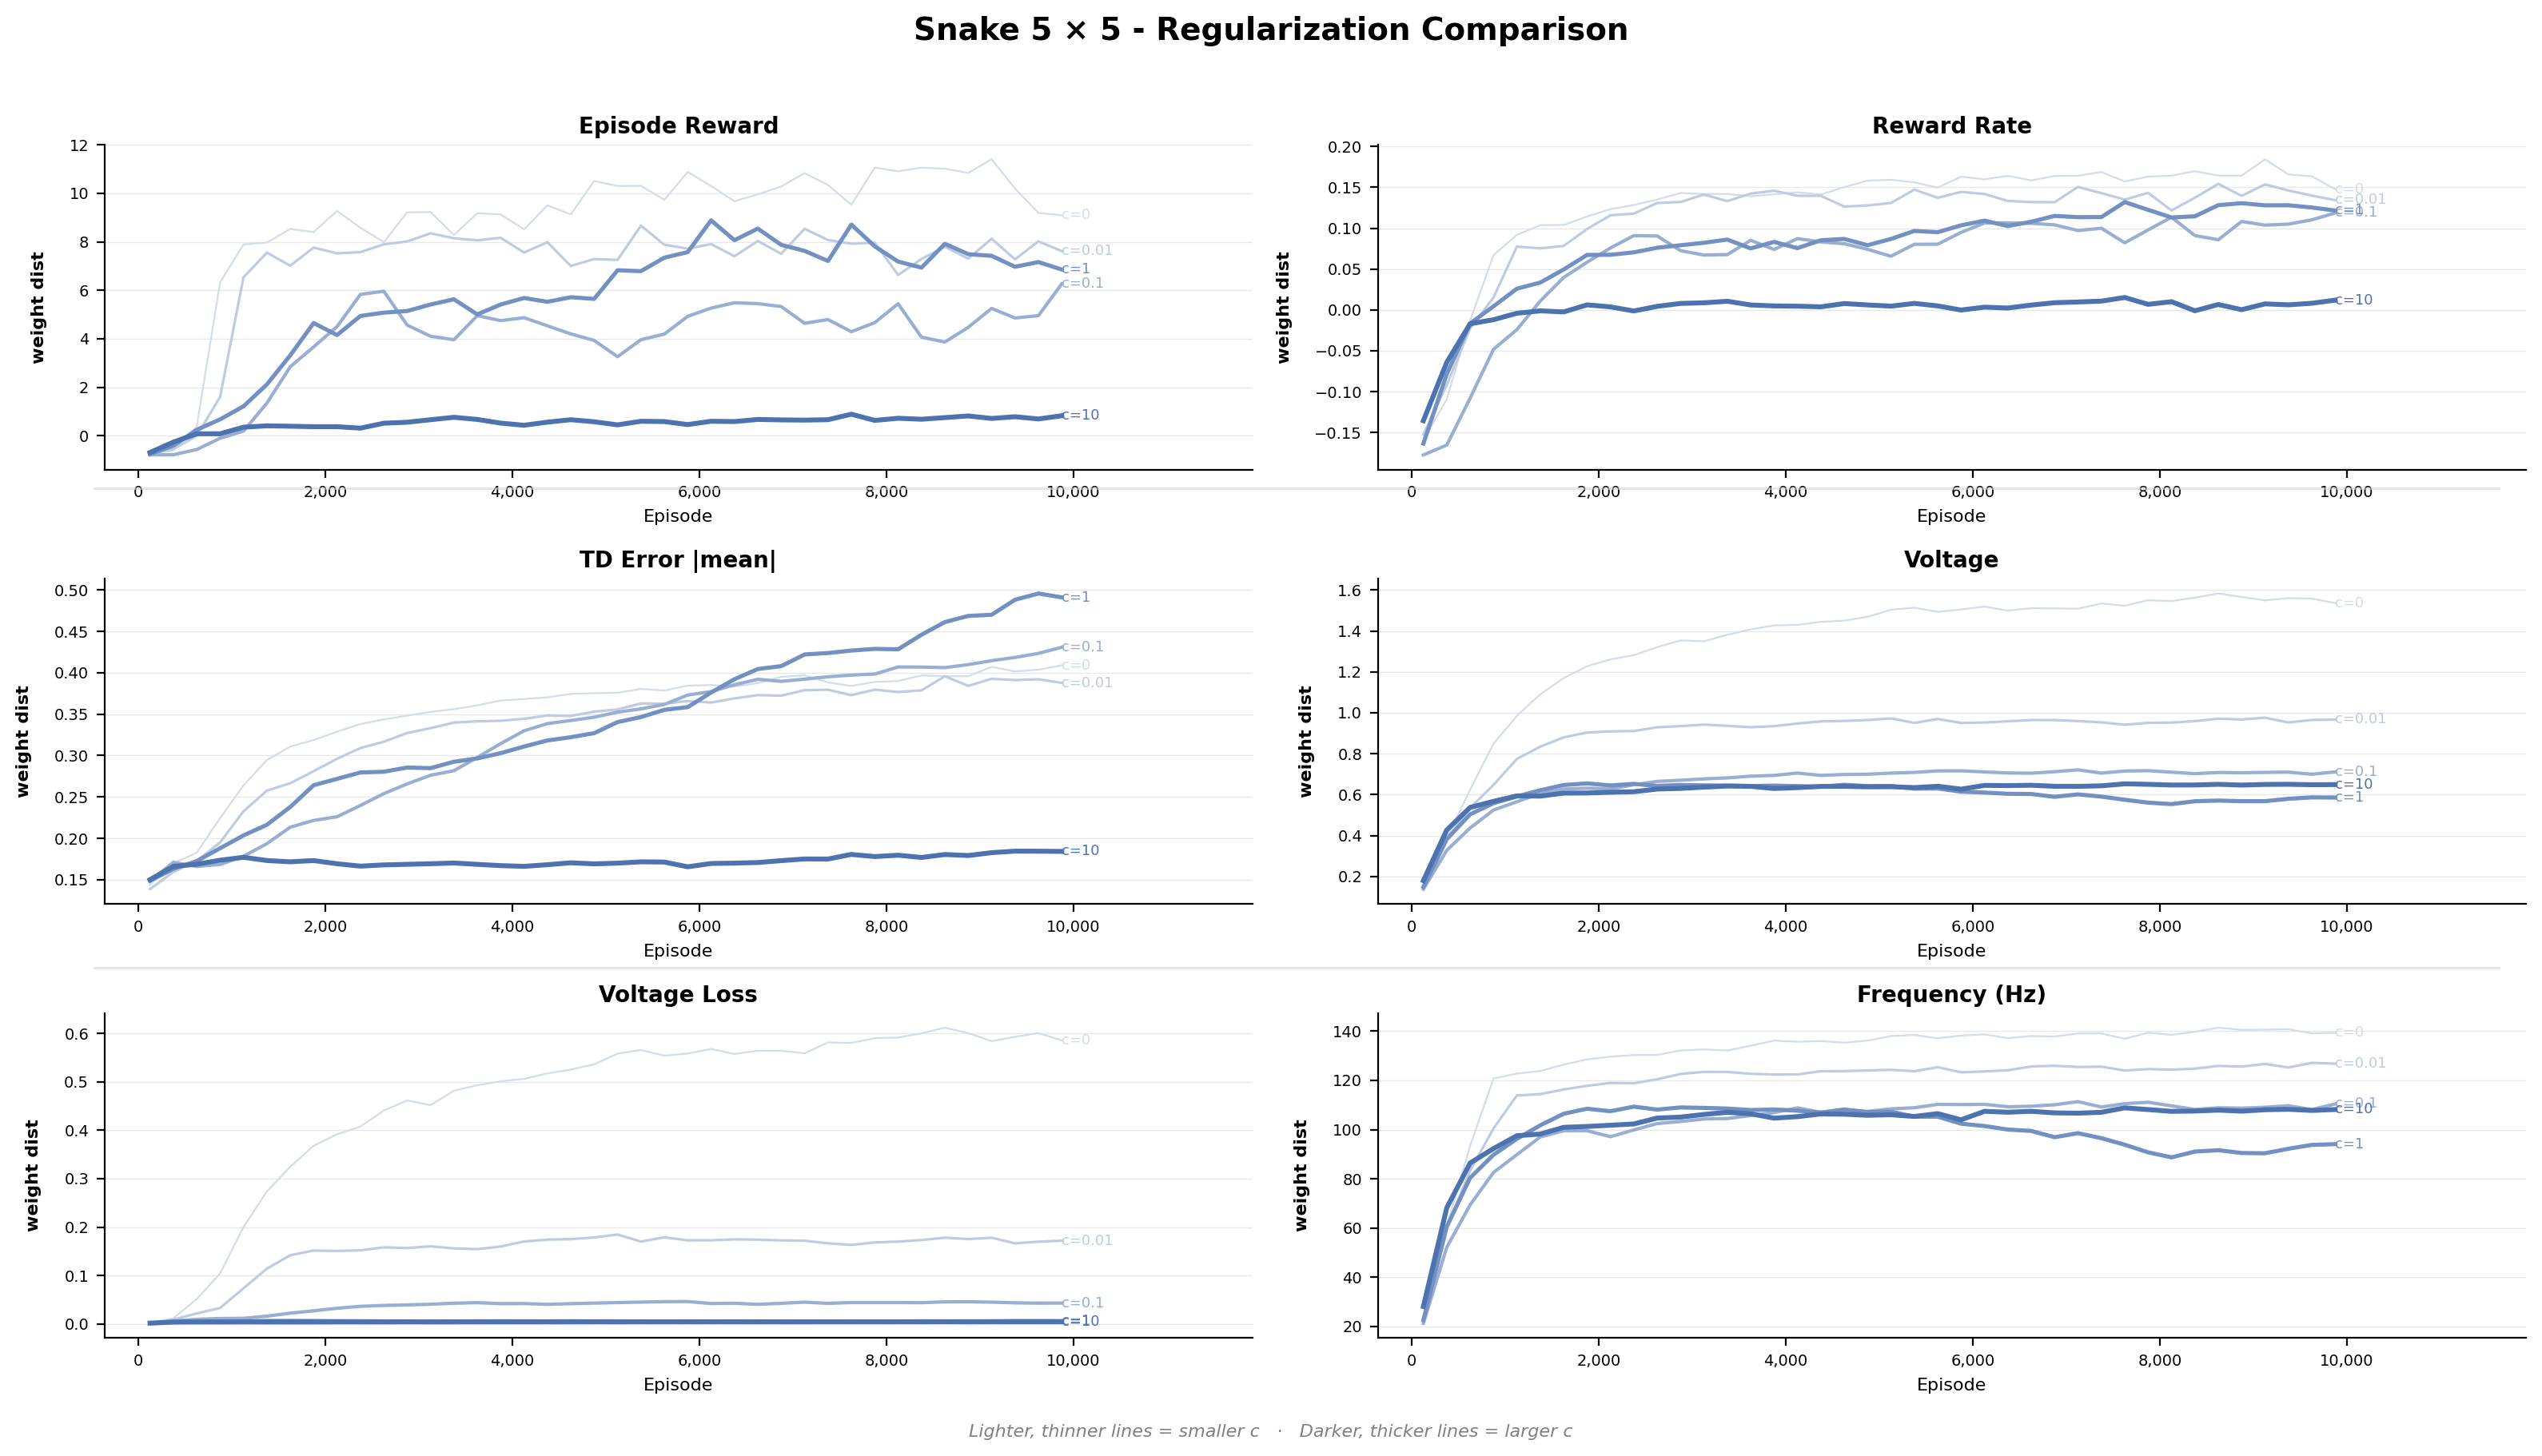 Snake 5 × 5 - Regularization Comparison
Episode Reward
weight dist
12
10
8
6
4
2
0
c=0
c=0.01
c=1
c=0.1
c=10
0 2,000 4,000 6,000 8,000 10,000
Episode
Reward Rate
weight dist
0.20
0.15
0.10
0.05
0.00
−0.05
−0.10
−0.15
c=0
c=0.01
c=1
c=0.1
c=10
0 2,000 4,000 6,000 8,000 10,000
Episode
TD Error |mean|
weight dist
0.50
0.45
0.40
0.35
0.30
0.25
0.20
0.15
c=1
c=0.1
c=0
c=0.01
c=10
0 2,000 4,000 6,000 8,000 10,000
Episode
Voltage
weight dist
1.6
1.4
1.2
1.0
0.8
0.6
0.4
0.2
c=0
c=0.01
c=0.1
c=10
c=1
0 2,000 4,000 6,000 8,000 10,000
Episode
Voltage Loss
weight dist
0.6
0.5
0.4
0.3
0.2
0.1
0.0
c=0
c=0.01
c=0.1
c=1
c=10
0 2,000 4,000 6,000 8,000 10,000
Episode
Frequency (Hz)
weight dist
140
120
100
80
60
40
20
c=0
c=0.01
c=0.1
c=10
c=1
0 2,000 4,000 6,000 8,000 10,000
Episode
Lighter, thinner lines = smaller c · Darker, thicker lines = larger c